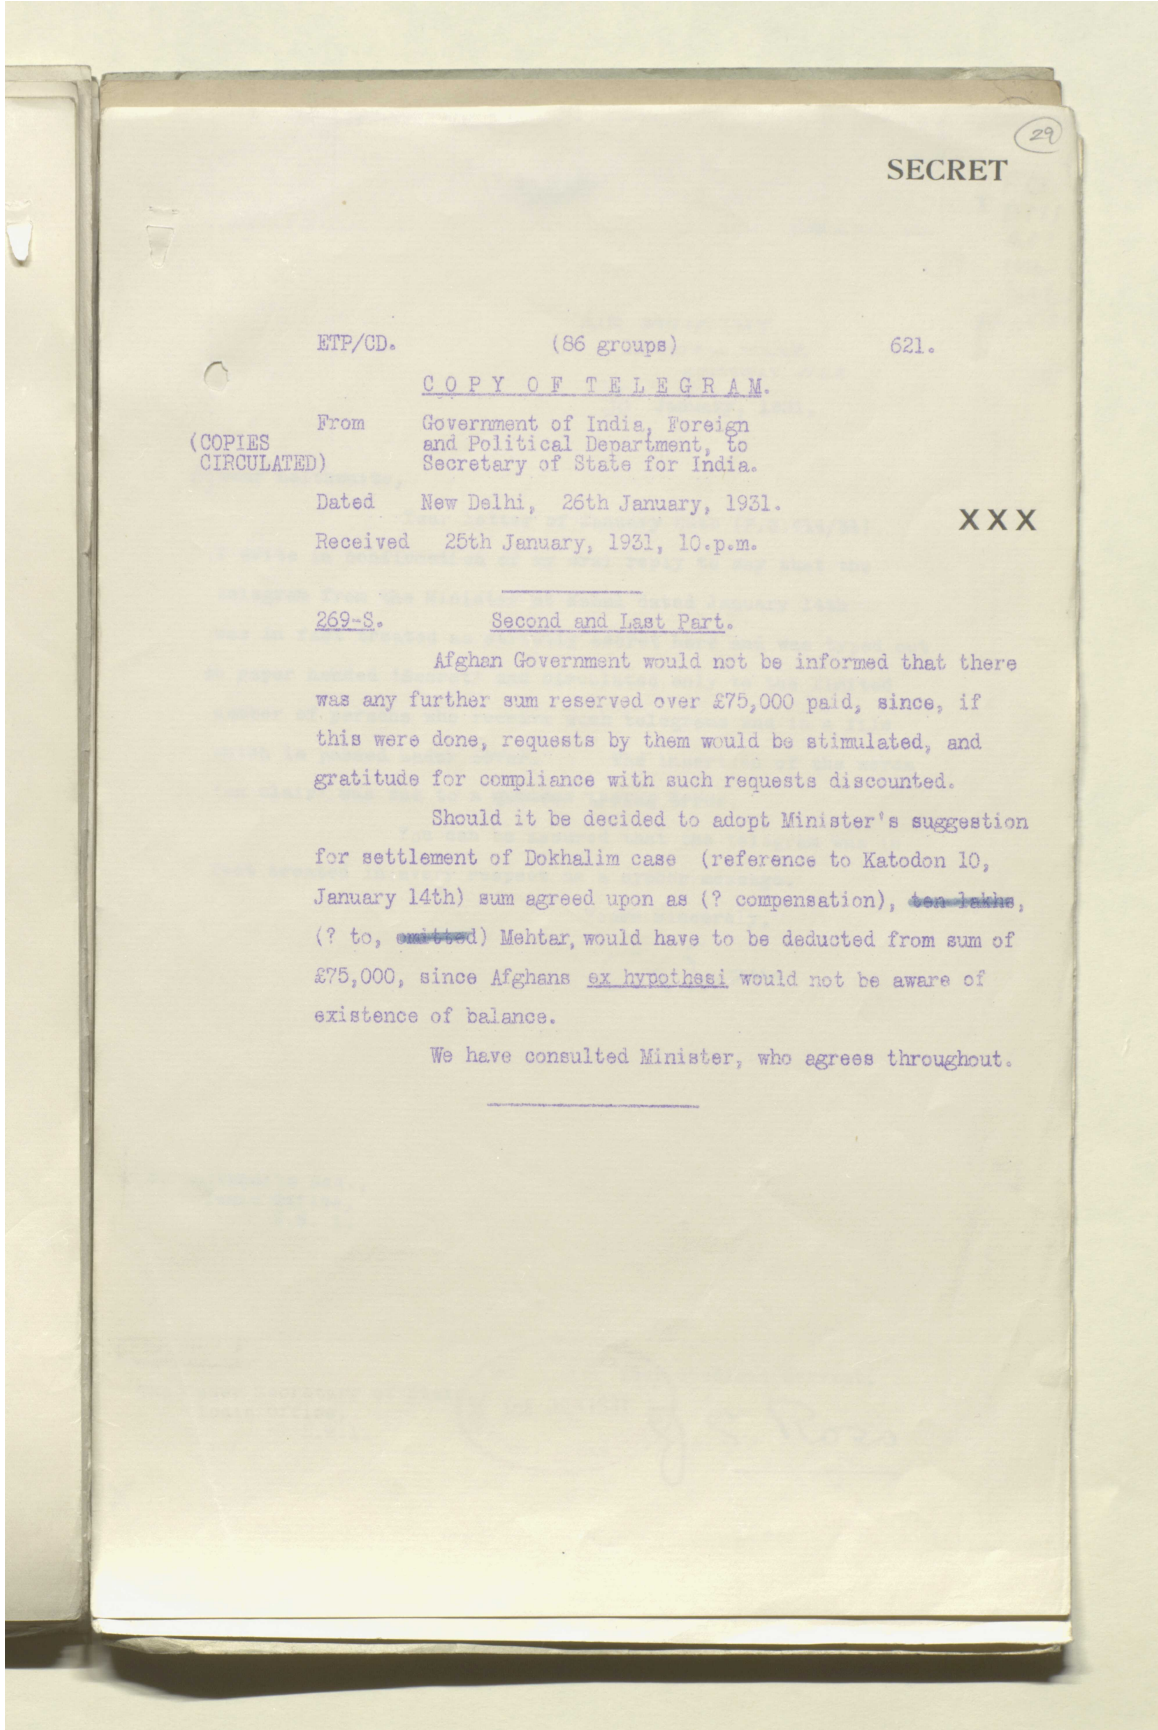 29
SECRET
ETP/CD. (86 groups) 621.
COPY OF TELEGRAM.
From Government of India, Foreign
(COPIES and Political Department, to
CIRCULATED) Secretary of State for India.
Dated New Delhi, 26th January, 1931.
XXX
Received 25th January, 1931, 10.p.m.
269-S. Second and Last Part.
Afghan Government would not be informed that there
was any further sum reserved over £75,000 paid, since, if
this were done, requests by them would be stimulated, and
gratitude for compliance with such requests discounted.
Should it be decided to adopt Minister's suggestion
for settlement of Dokhalim case (reference to Katodon 10,
January 14th) sum agreed upon as (? compensation), ten lakhs,
(? to, omitted) Mehtar, would have to be deducted from sum of
£75,000, since Afghans ex hypothesi would not be aware of
existence of balance.
We have consulted Minister, who agrees throughout.